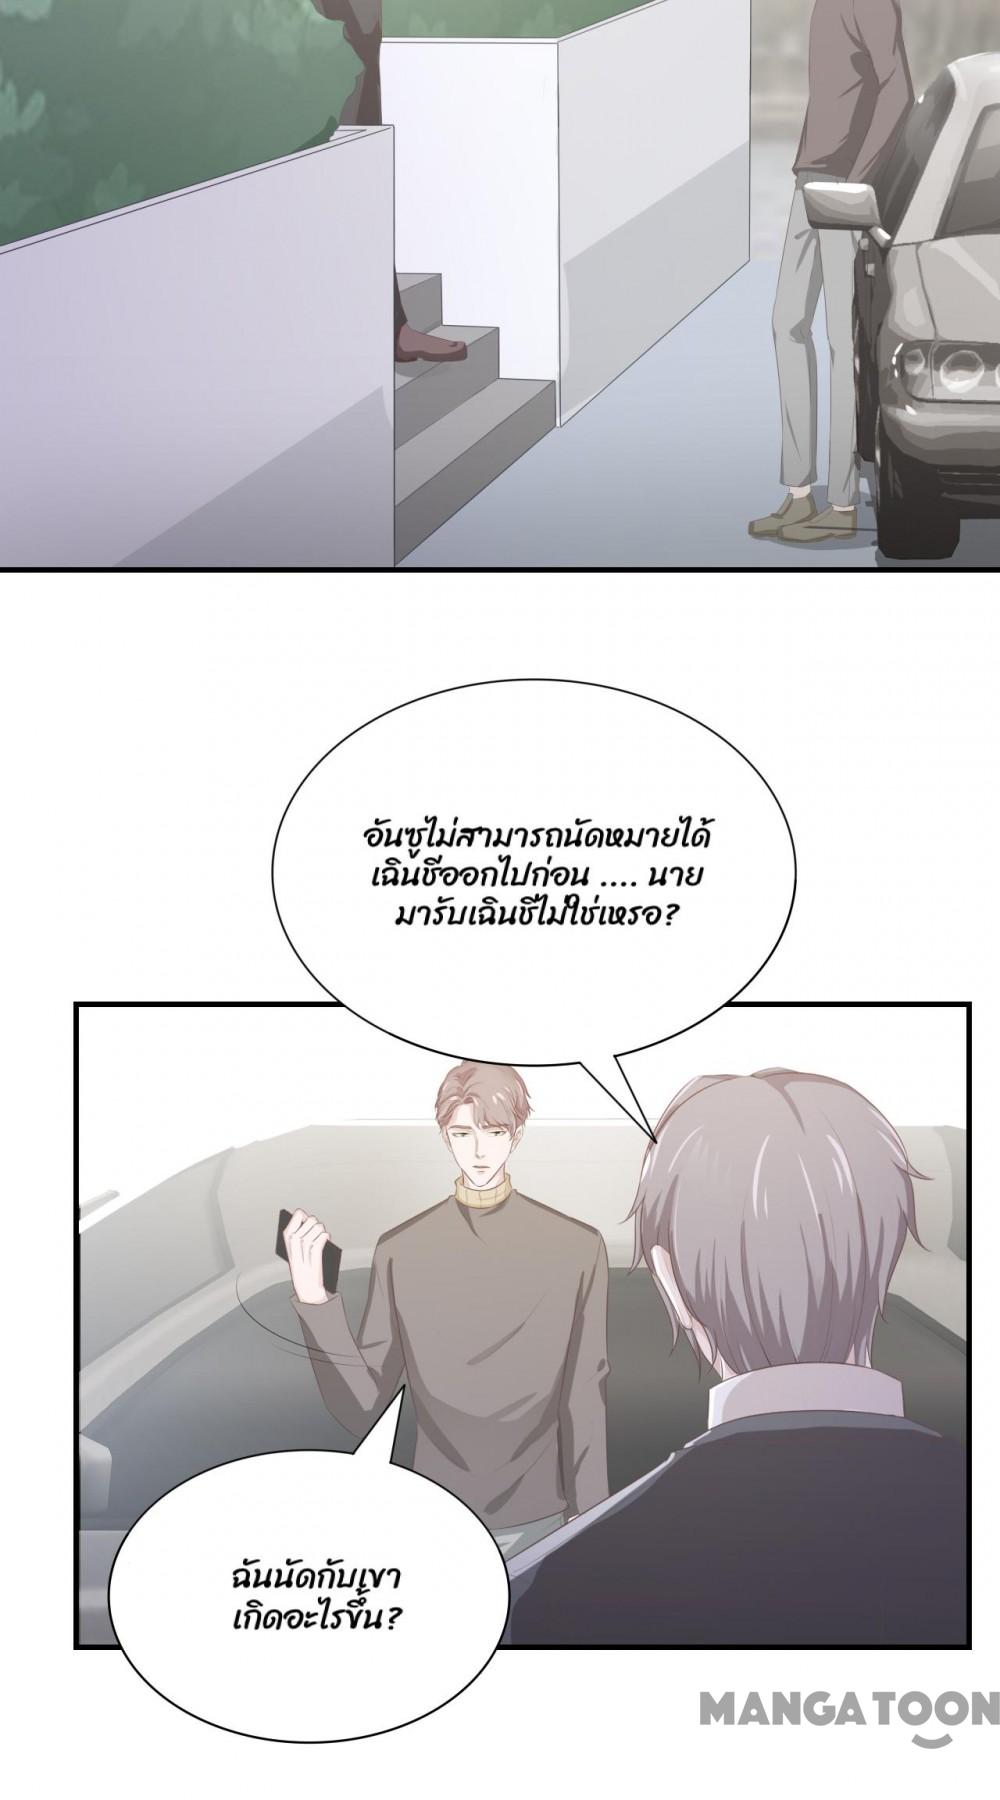 อันซูไม่สามารถนัดหมายได้
เฉินชีออกไปก่อน .... นาย
มารับเฉินชีไม่ใช่เหรอ?
ฉันนัดกับเขา
เกิดอะไรขึ้น?
MANGATOON